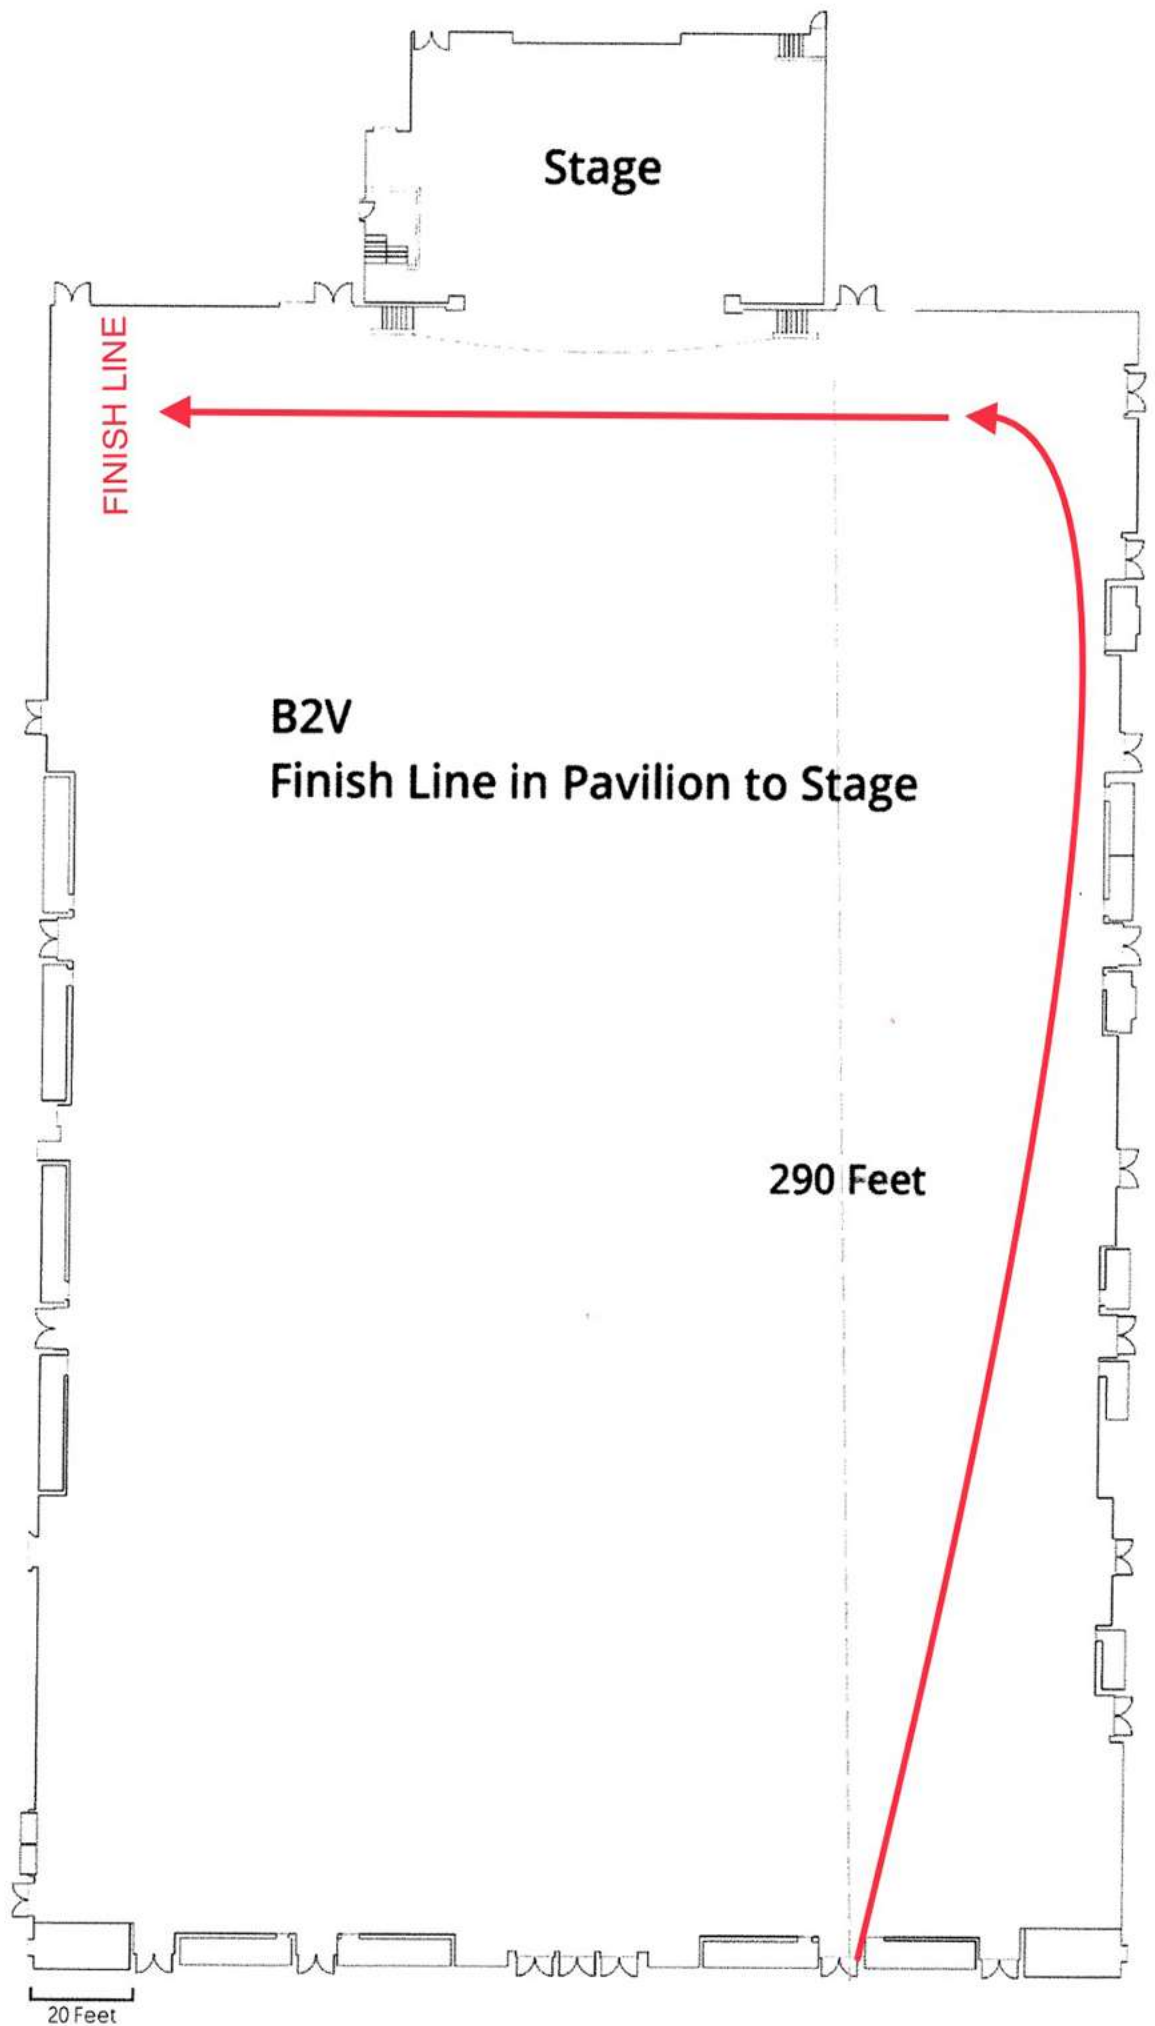 Stage
FINISH LINE
B2V
Finish Line in Pavilion to Stage
290 Feet
20 Feet